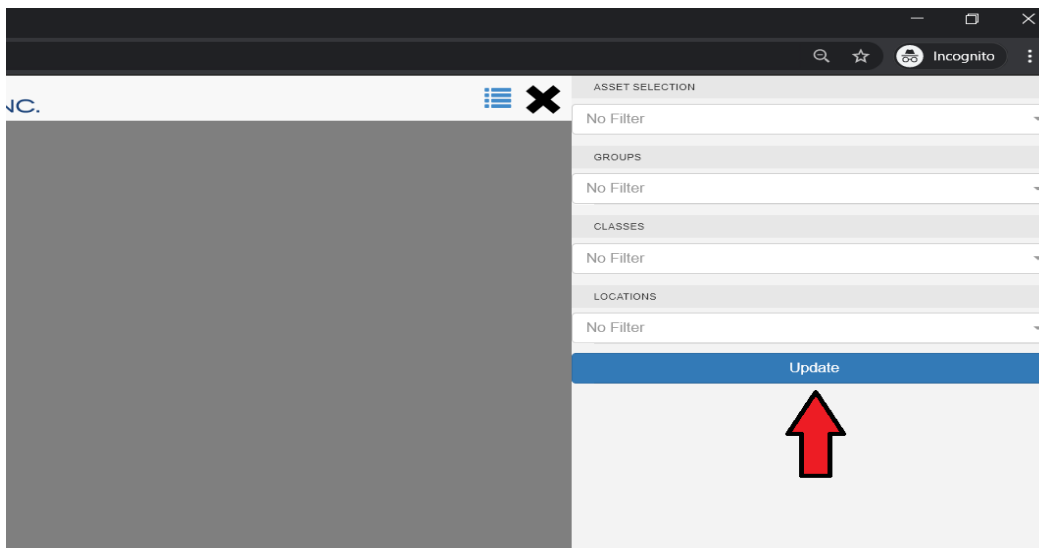 Incognito
NC.
ASSET SELECTION
No Filter
GROUPS
No Filter
CLASSES
No Filter
LOCATIONS
No Filter
Update